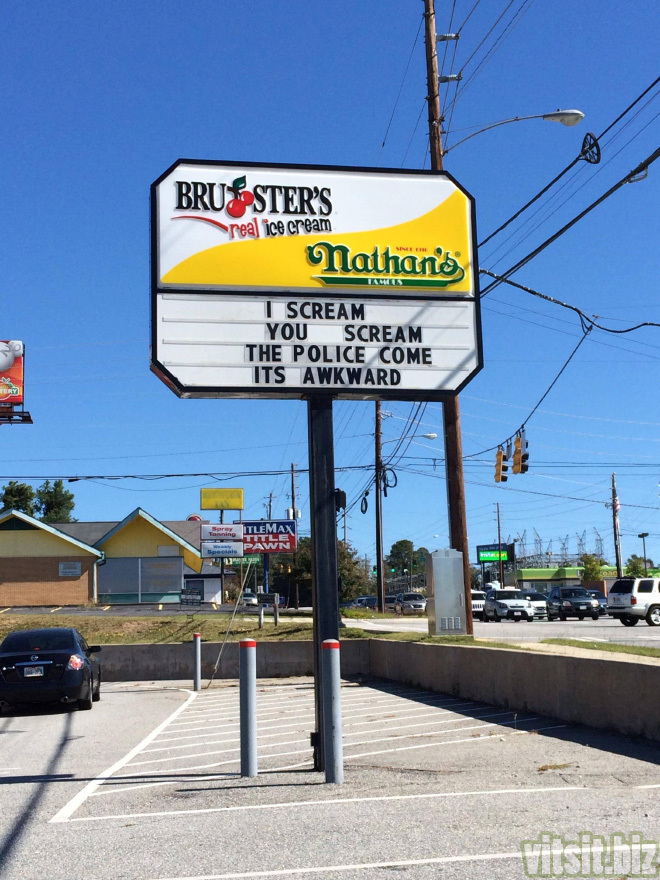 BRUSTER'S
real ice cream
SINCE 1916
Nathan's
FAMOUS
I SCREAM
YOU SCREAM
THE POLICE COME
ITS AWKWARD
Spray
Tanning
Weekly
Specials
TITLEMAX
TITLE
PAWN
vitsit.biz